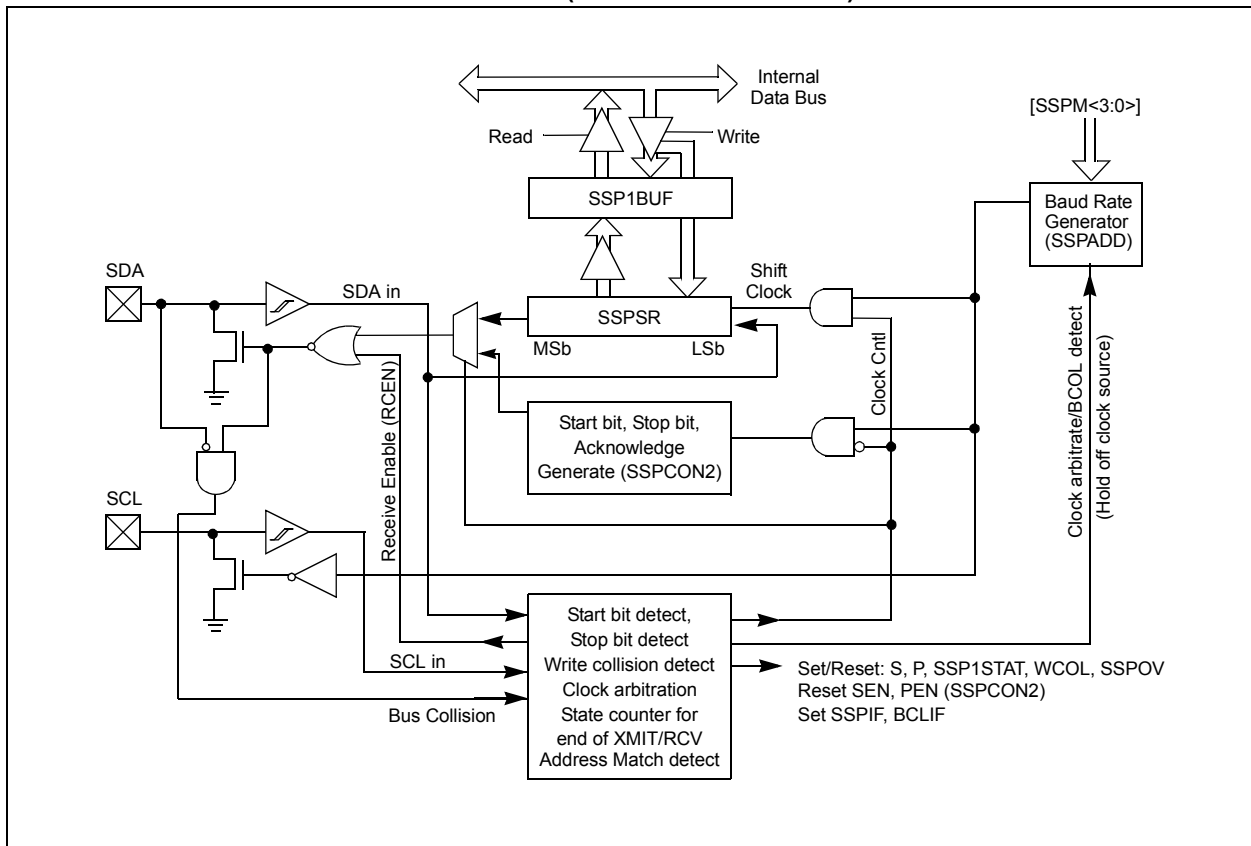 Internal
Data Bus
[SSPM<3:0>]
Read
Write
SSP1BUF
Baud Rate
Generator
(SSPADD)
SDA
SDA in
Shift
Clock
SSPSR
MSb
LSb
Clock Cntl
Receive Enable (RCEN)
Start bit, Stop bit,
Acknowledge
Generate (SSPCON2)
Clock arbitrate/BCOL detect
(Hold off clock source)
SCL
SCL in
Bus Collision
Start bit detect,
Stop bit detect
Write collision detect
Clock arbitration
State counter for
end of XMIT/RCV
Address Match detect
Set/Reset: S, P, SSP1STAT, WCOL, SSPOV
Reset SEN, PEN (SSPCON2)
Set SSPIF, BCLIF